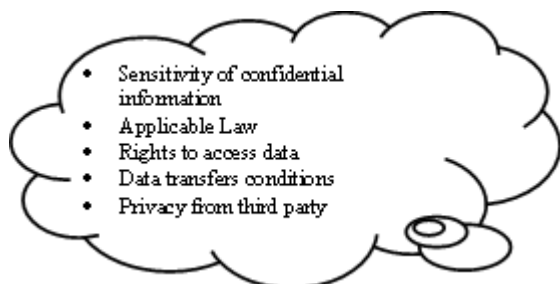 • Sensitivity of confidential
information
• Applicable Law
• Rights to access data
• Data transfers conditions
• Privacy from third party